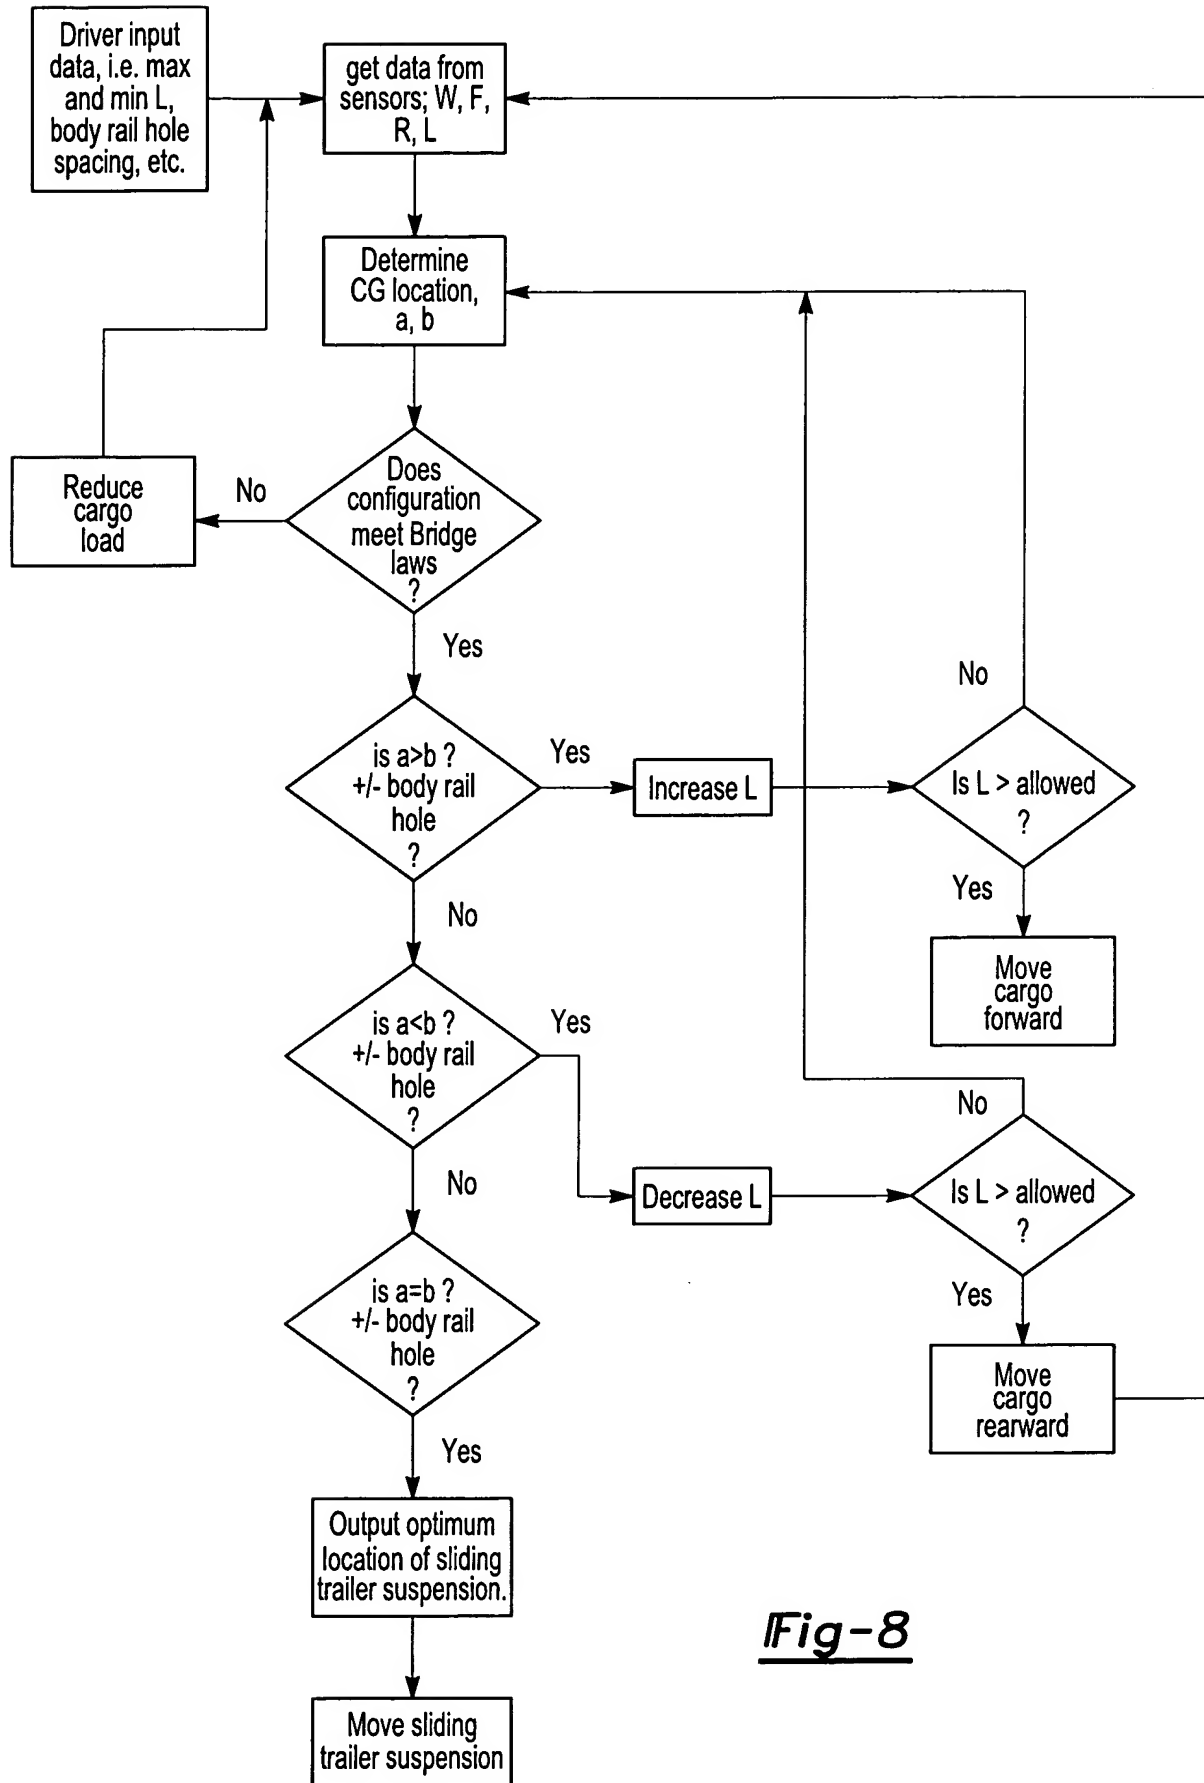 Driver input
data, i.e. max
and min L,
body rail hole
spacing, etc.
get data from
sensors; W, F,
R, L
Determine
CG location,
a, b
Reduce
cargo
load
No
Does
configuration
meet Bridge
laws
?
Yes
No
is a>b ?
+/- body rail
hole
?
Yes
Increase L
Is L > allowed
?
No
Yes
Move
cargo
forward
is a<b ?
+/- body rail
hole
?
Yes
No
No
Decrease L
Is L > allowed
?
is a=b ?
+/- body rail
hole
?
Yes
Move
cargo
rearward
Yes
Output optimum
location of sliding
trailer suspension.
Fig-8
Move sliding
trailer suspension